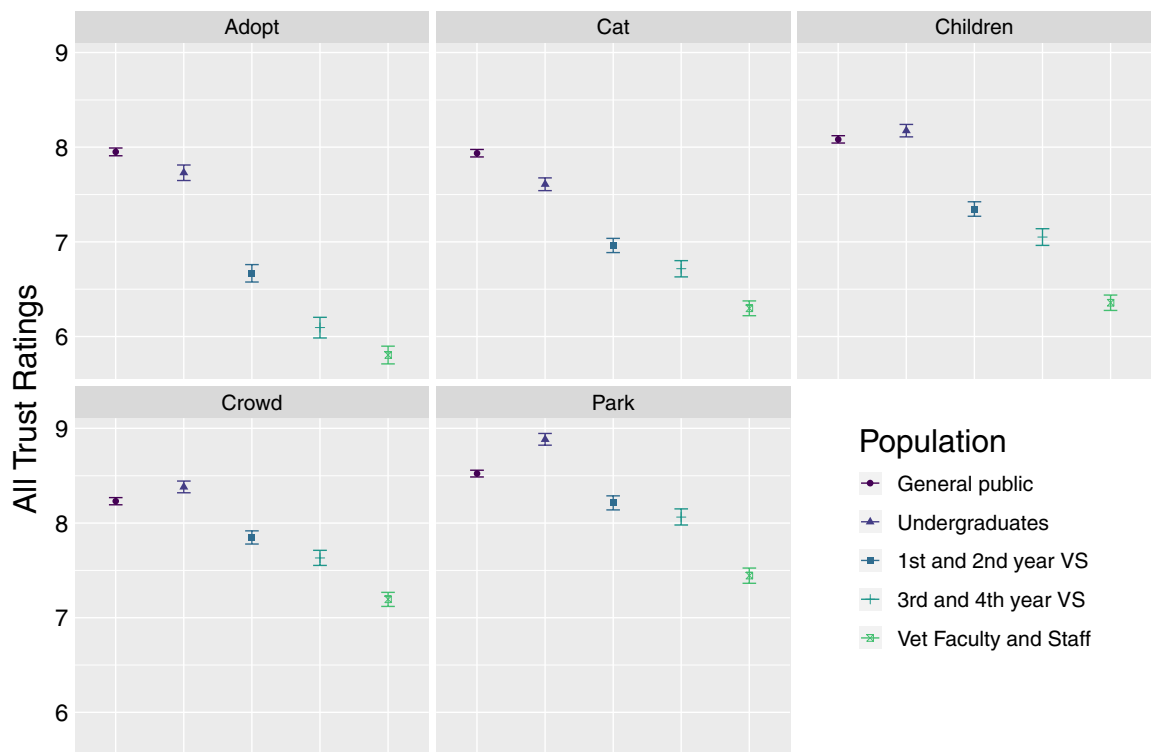 Adopt
Cat
Children
9
8
7
6
Crowd
Park
9
8
7
6
All Trust Ratings
Population
General public
Undergraduates
1st and 2nd year VS
3rd and 4th year VS
Vet Faculty and Staff